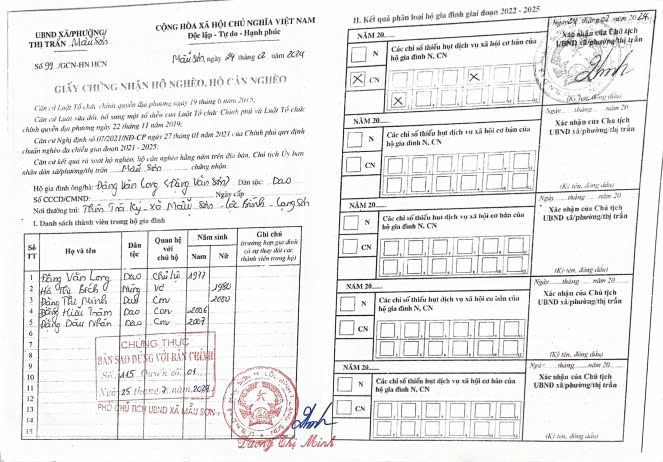 UBND XÃ/PHƯỜNG/
THỊ TRẤN Mẫu Sơn
Số 99 /GCN-HN HCN
CỘNG HÒA XÃ HỘI CHỦ NGHĨA VIỆT NAM
Độc lập - Tự do - Hạnh phúc
Mẫu Sơn, ngày 24 tháng 02 năm 2024
GIẤY CHỨNG NHẬN HỘ NGHÈO, HỘ CẬN NGHÈO
Căn cứ Luật Tổ chức chính quyền địa phương ngày 19 tháng 6 năm 2015;
Căn cứ Luật sửa đổi, bổ sung một số điều của Luật Tổ chức Chính phủ và Luật Tổ
chức chính quyền địa phương ngày 22 tháng 11 năm 2019;
Căn cứ Nghị định số 07/2021/NĐ-CP ngày 27 tháng 01 năm 2021 của Chính phủ quy định
chuẩn nghèo đa chiều giai đoạn 2021 - 2025;
Căn cứ kết quả rà soát hộ nghèo, hộ cận nghèo hằng năm trên địa bàn, Chủ tịch Ủy ban
nhân dân xã/phường/thị trấn Mẫu Sơn chứng nhận:
Hộ gia đình ông/bà: Đặng Văn Long (Đặng Văn Sơn) Dân tộc: Dao
Số CCCD/CMND: Ngày cấp
Nơi thường trú: Thôn Trà Ký - Xã Mẫu Sơn - Lộc Bình - Lạng Sơn
I. Danh sách thành viên trong hộ gia đình
Số TT Họ và tên Dân tộc Quan hệ với chủ hộ Năm sinh Nam Nữ Ghi chú (trường hợp gia đình có sự thay đổi các thành viên trong hộ)
1 Đặng Văn Long Dao Chủ hộ 1977
2 Hà Thị Bích Nùng Vợ 1980
3 Đặng Thị Minh Dao Con 2000
4 Đặng Hiểu Trầm Dao Con 2006
5 Đặng Dàu Nhần Dao Con 2007
6
7
8
9
10
11
12
13
14
15
CHỨNG THỰC
BẢN SAO ĐÚNG VỚI BẢN CHÍNH
Số 115 Quyển số 01
Ngày 25 tháng 7 năm 2024
PHÓ CHỦ TỊCH UBND XÃ MẪU SƠN
Dương Thị Minh
II. Kết quả phân loại hộ gia đình giai đoạn 2022 - 2025
NĂM 20
N
CN
Các chỉ số thiếu hụt dịch vụ xã hội cơ bản của
hộ gia đình N, CN
Ngày 24 tháng 02 năm 2024
Xác nhận của Chủ tịch
UBND xã/phường/thị trấn
(Ký tên, đóng dấu)
NĂM 20
N
CN
Các chỉ số thiếu hụt dịch vụ xã hội cơ bản của
hộ gia đình N, CN
Ngày tháng năm 20
Xác nhận của Chủ tịch
UBND xã/phường/thị trấn
(Ký tên, đóng dấu)
NĂM 20
N
CN
Các chỉ số thiếu hụt dịch vụ xã hội cơ bản của
hộ gia đình N, CN
Ngày tháng năm 20
Xác nhận của Chủ tịch
UBND xã/phường/thị trấn
(Ký tên, đóng dấu)
NĂM 20
N
CN
Các chỉ số thiếu hụt dịch vụ xã hội cơ bản của
hộ gia đình N, CN
Ngày tháng năm 20
Xác nhận của Chủ tịch
UBND xã/phường/thị trấn
(Ký tên, đóng dấu)
NĂM 20
N
CN
Các chỉ số thiếu hụt dịch vụ xã hội cơ bản của
hộ gia đình N, CN
Ngày tháng năm 20
Xác nhận của Chủ tịch
UBND xã/phường/thị trấn
(Ký tên, đóng dấu)